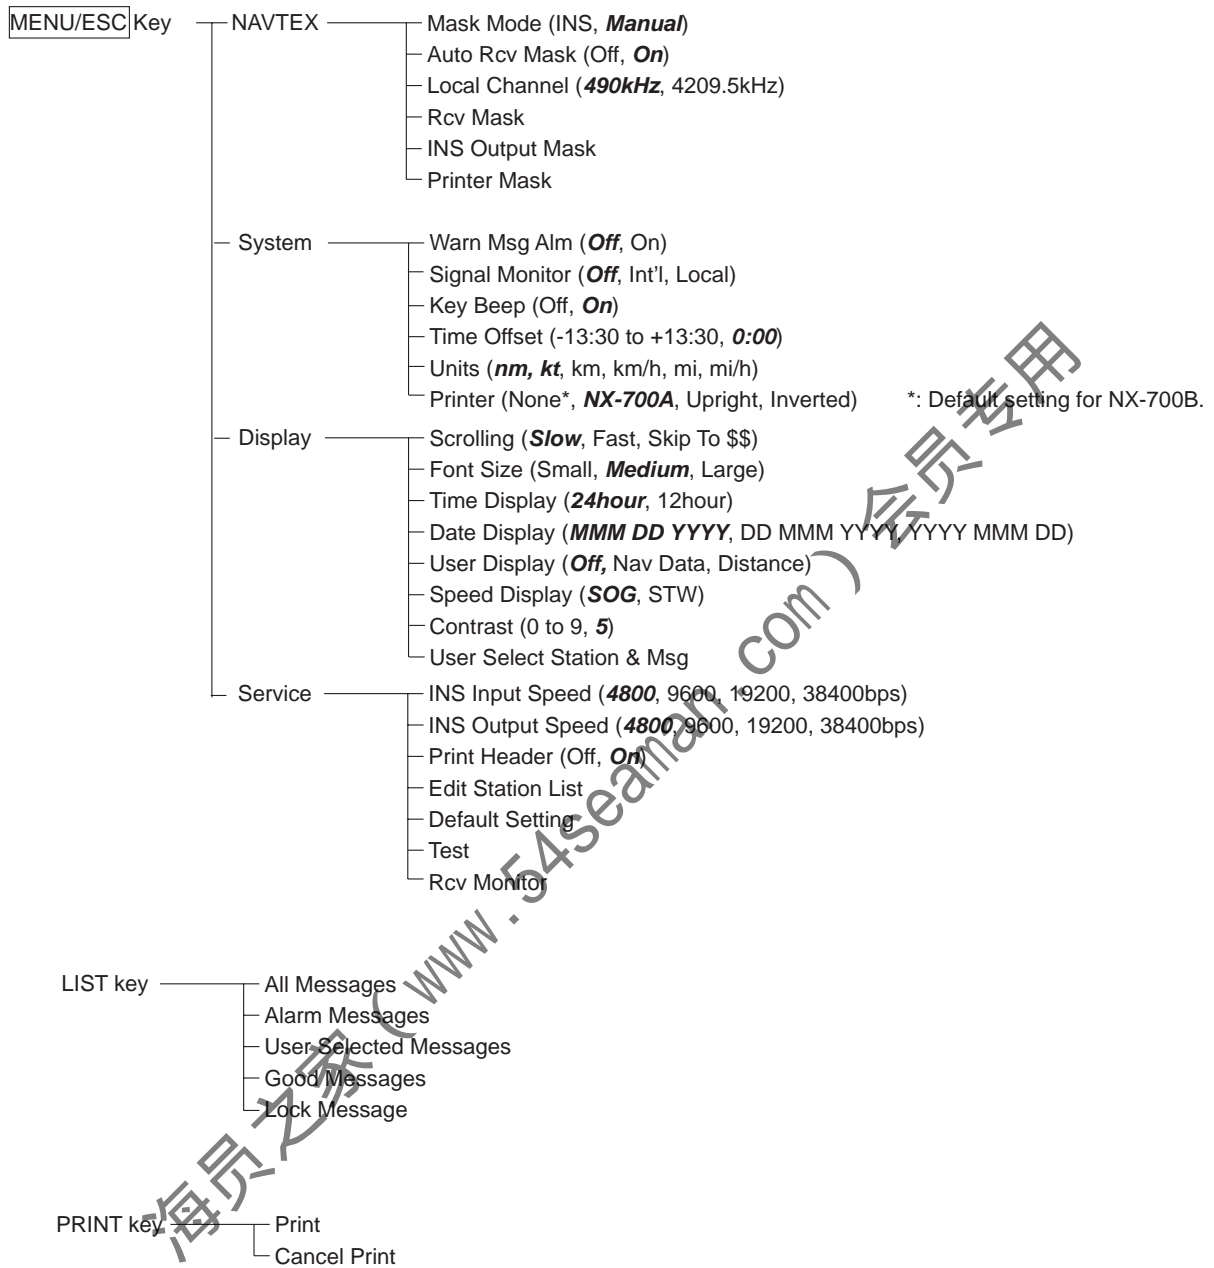 MENU/ESC Key NAVTEX Mask Mode (INS, Manual)
Auto Rcv Mask (Off, On)
Local Channel (490kHz, 4209.5kHz)
Rcv Mask
INS Output Mask
Printer Mask
System Warn Msg Alm (Off, On)
Signal Monitor (Off, Int'l, Local)
Key Beep (Off, On)
Time Offset (-13:30 to +13:30, 0:00)
Units (nm, kt, km, km/h, mi, mi/h)
Printer (None*, NX-700A, Upright, Inverted) *: Default setting for NX-700B.
Display Scrolling (Slow, Fast, Skip To $$)
Font Size (Small, Medium, Large)
Time Display (24hour, 12hour)
Date Display (MMM DD YYYY, DD MMM YYYY, YYYY MMM DD)
User Display (Off, Nav Data, Distance)
Speed Display (SOG, STW)
Contrast (0 to 9, 5)
User Select Station & Msg
Service INS Input Speed (4800, 9600, 19200, 38400bps)
INS Output Speed (4800, 9600, 19200, 38400bps)
Print Header (Off, On)
Edit Station List
Default Setting
Test
Rcv Monitor
LIST key All Messages
Alarm Messages
User Selected Messages
Good Messages
Lock Message
PRINT key Print
Cancel Print
海员之家（www.54seaman.com）会员专用